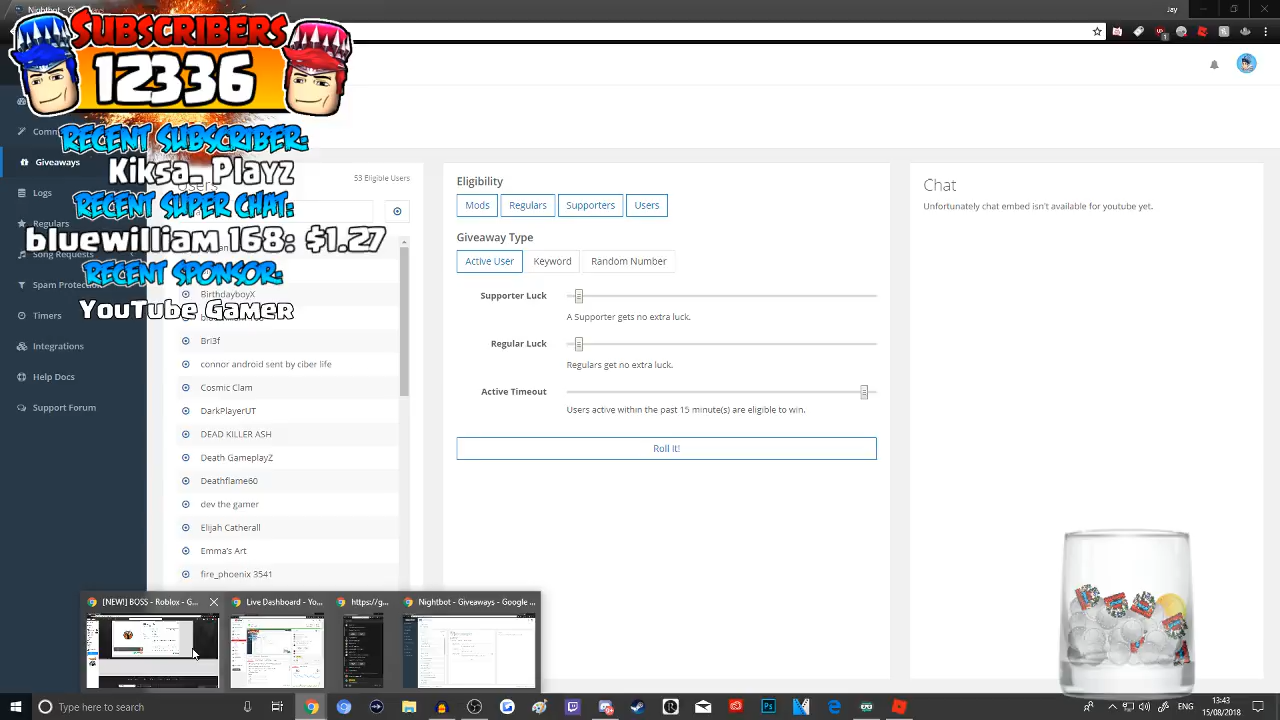 Nightbot - G
Jay
SUBSCRIBERS
12336
RECENT SUBSCRIBER:
Kiksa_Playz
RECENT SUPER CHAT:
bluewilliam 168: $1.27
RECENT SPONSOR:
YouTube Gamer
Giveaways
Logs
Regulars
Song Requests
Spam Protection
Timers
Integrations
Help Docs
Support Forum
Users
53 Eligible Users
BirthdayboyX
Bri3f
connor android sent by ciber life
Cosmic Clam
DarkPlayerUT
DEAD KILLER ASH
Death GameplayZ
Deathflame60
dev the gamer
Elijah Catherall
Emma's Art
fire_phoenix 3541
Eligibility
Mods Regulars Supporters Users
Giveaway Type
Active User Keyword Random Number
Supporter Luck
A Supporter gets no extra luck.
Regular Luck
Regulars get no extra luck.
Active Timeout
Users active within the past 15 minute(s) are eligible to win.
Roll It!
Chat
Unfortunately chat embed isn't available for youtube yet.
[NEW!] BOSS - Roblox - G...
Live Dashboard - Yo...
https://g...
Nightbot - Giveaways - Google ...
Type here to search
ENG
13:43
15/08/2018